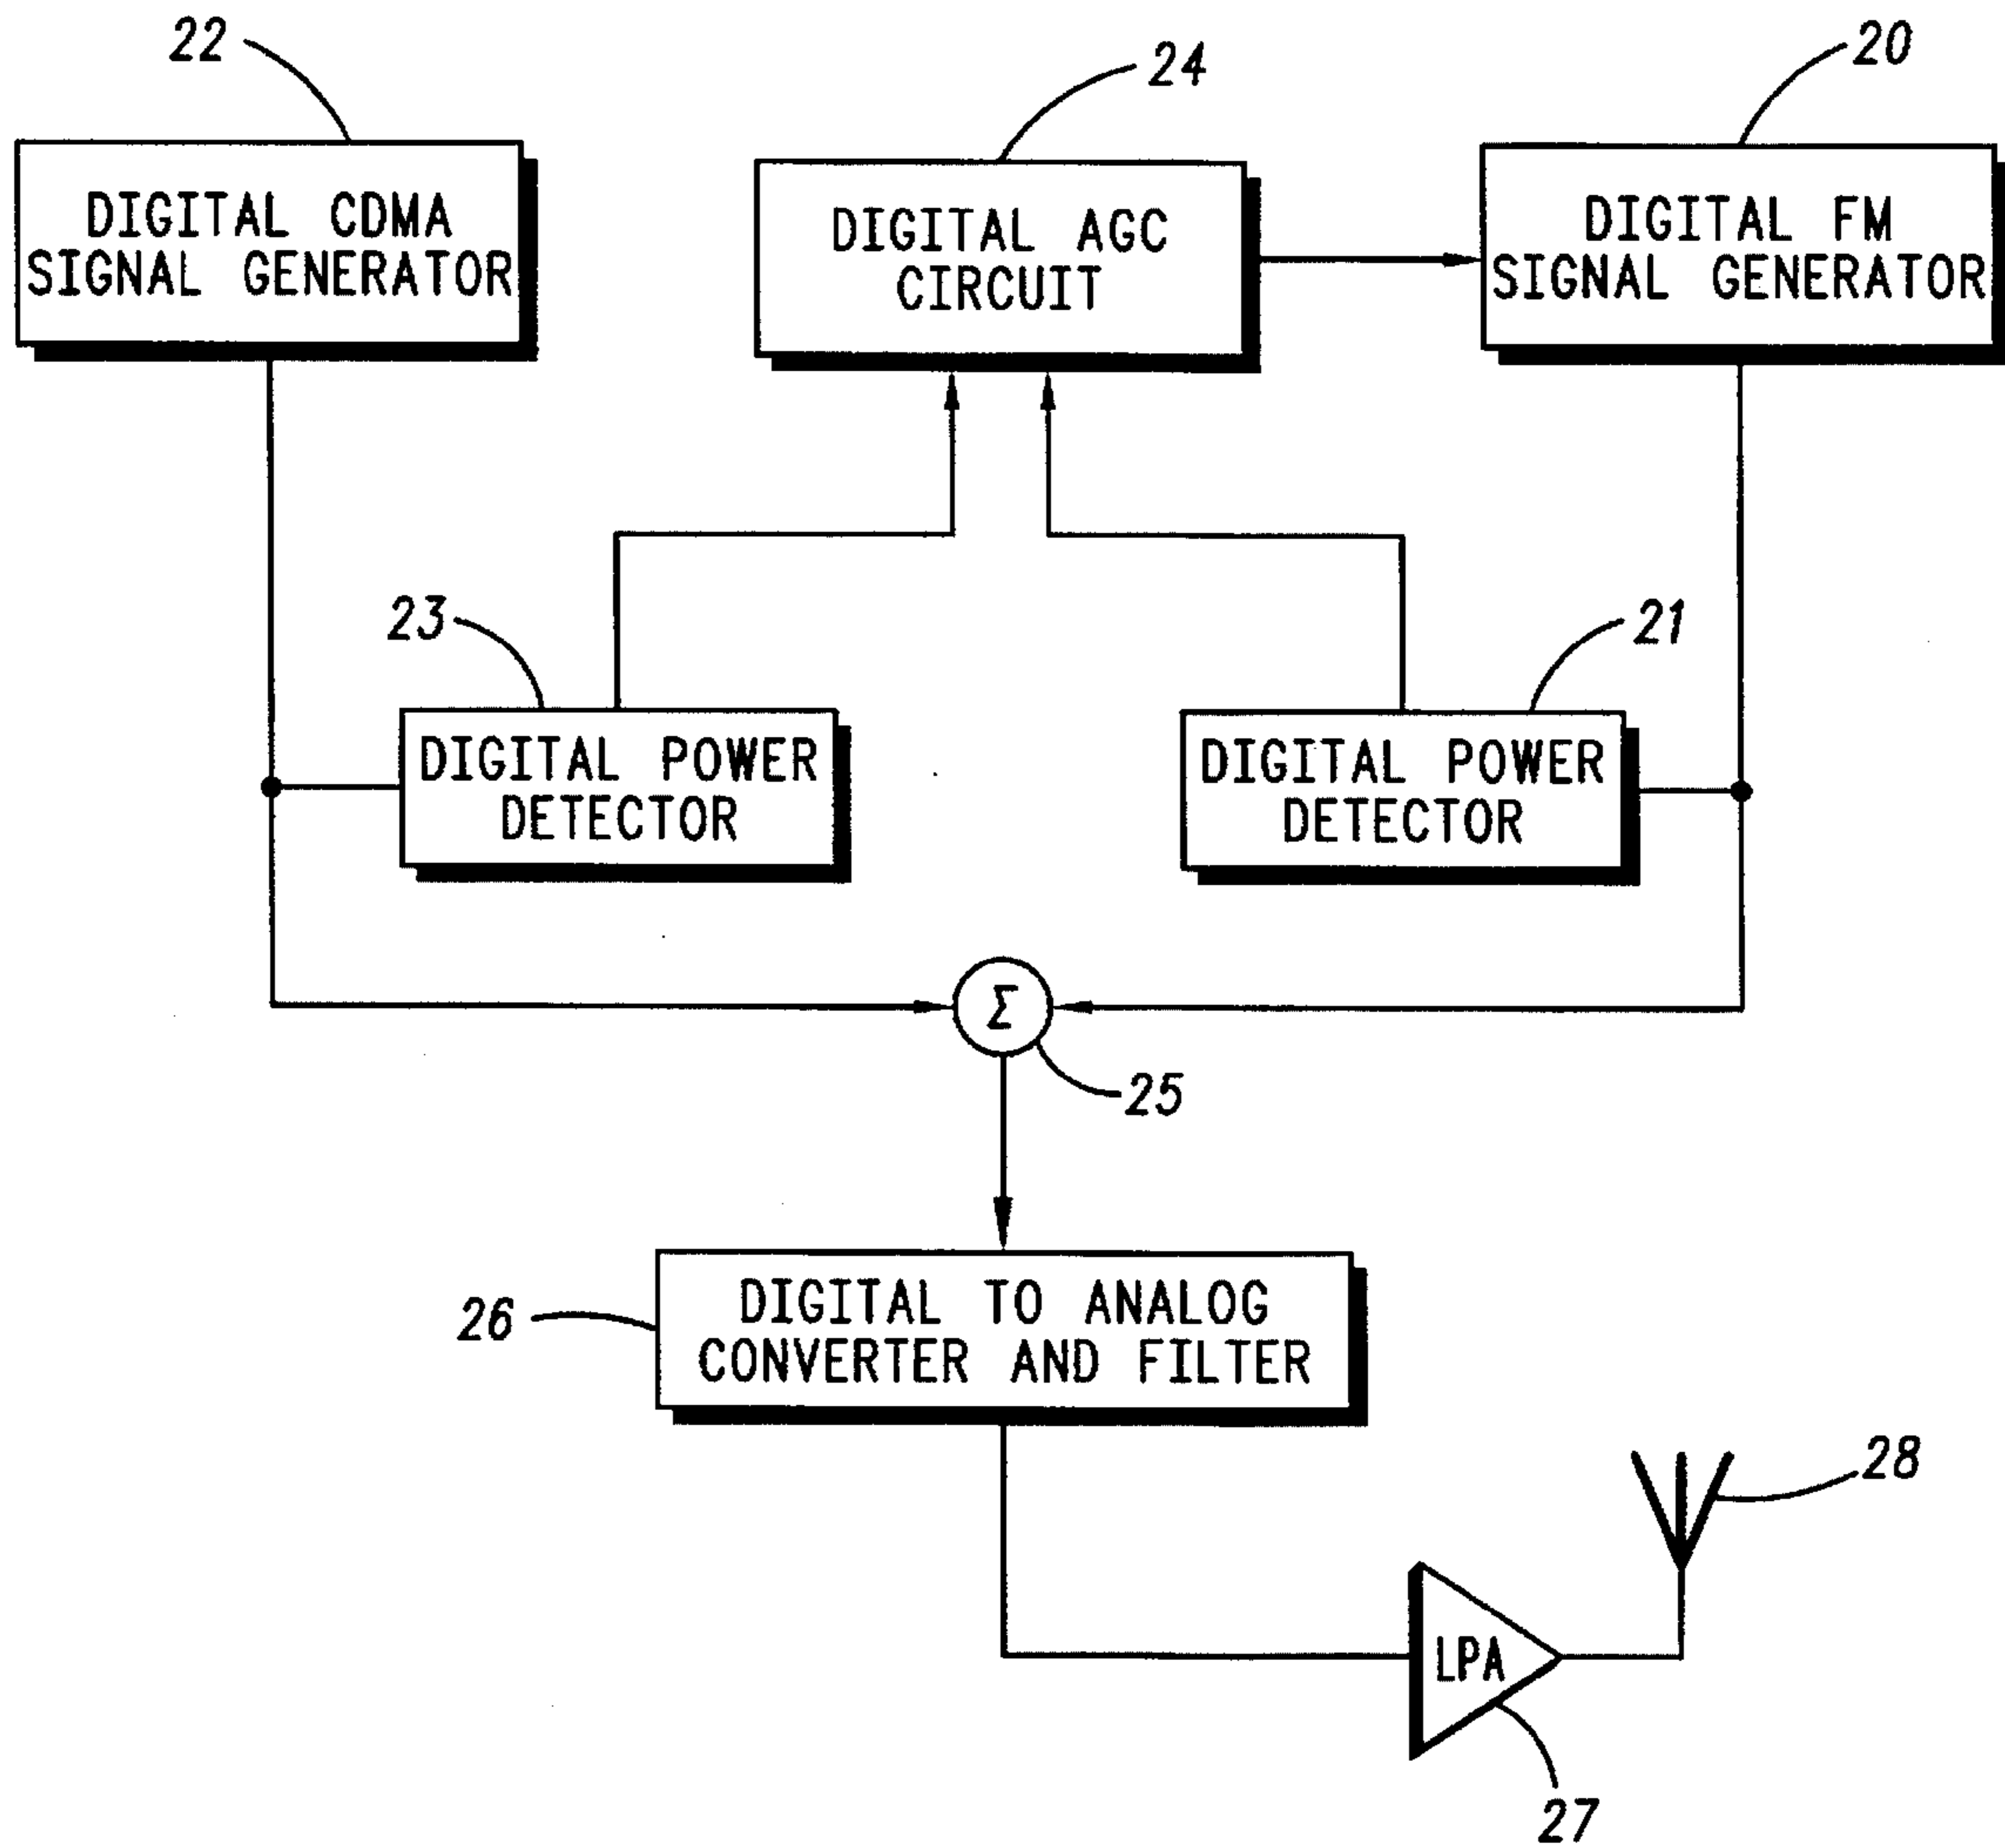 22
24
20
DIGITAL CDMA
SIGNAL GENERATOR
DIGITAL AGC
CIRCUIT
DIGITAL FM
SIGNAL GENERATOR
23
21
DIGITAL POWER
DETECTOR
DIGITAL POWER
DETECTOR
Σ
25
26
DIGITAL TO ANALOG
CONVERTER AND FILTER
28
LPA
27